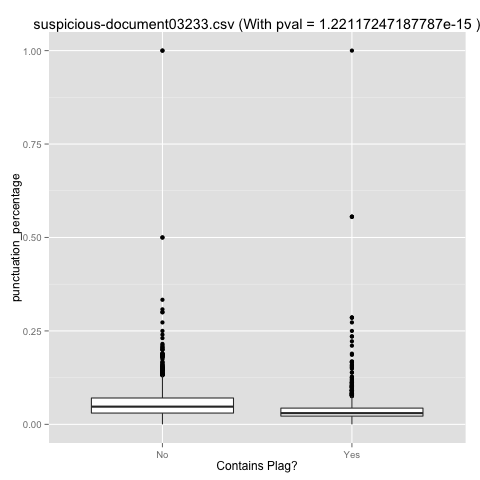 suspicious-document03233.csv (With pval = 1.22117247187787e-15 )
1.00
0.75
0.50
0.25
0.00
punctuation_percentage
No
Yes
Contains Plag?